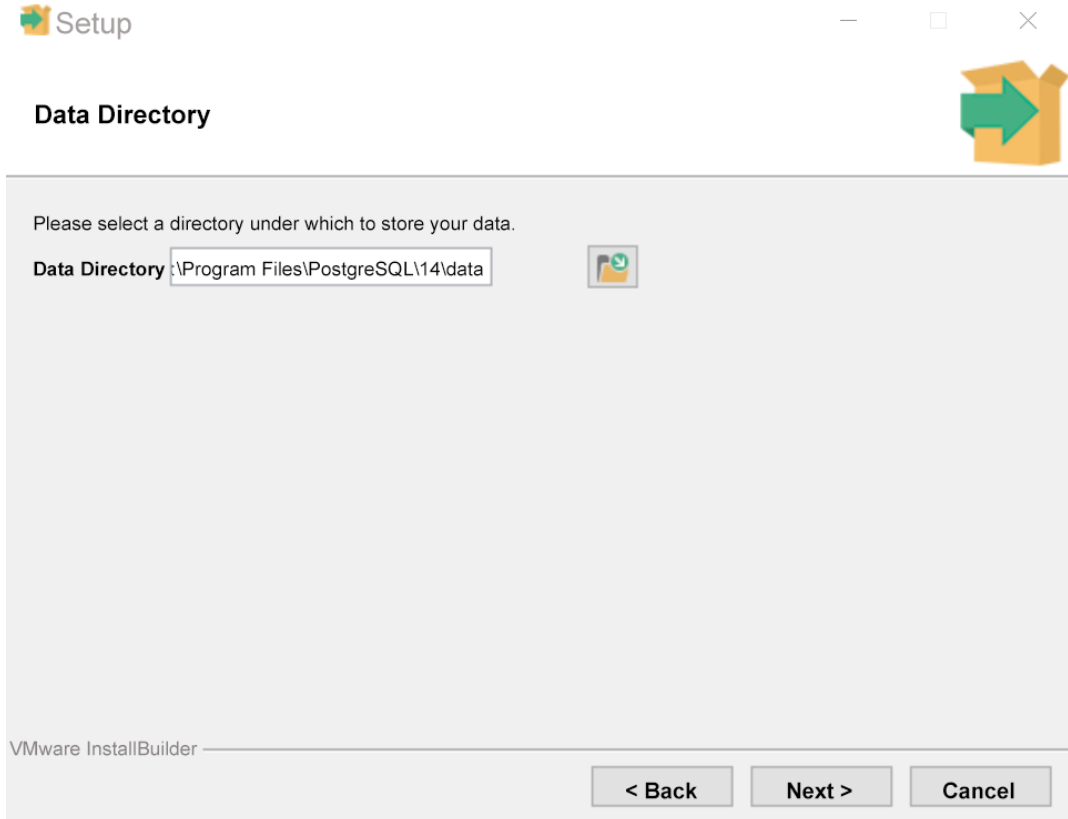 Setup
Data Directory
Please select a directory under which to store your data.
Data Directory :\Program Files\PostgreSQL\14\data
VMware InstallBuilder
< Back Next > Cancel